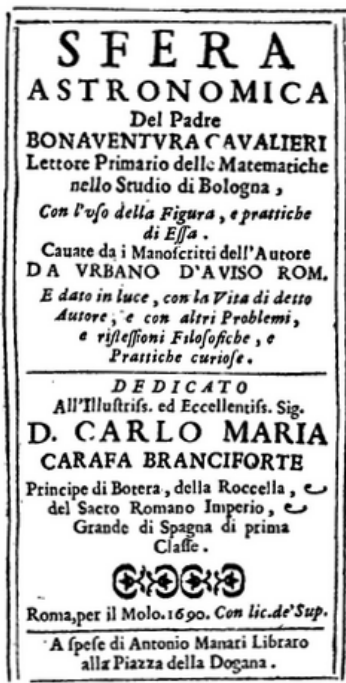 SFERA
ASTRONOMICA
Del Padre
BONAVENTVRA CAVALIERI
Lettore Primario delle Matematiche
nello Studio di Bologna ,
Con l'vſo della Figura , e prattiche
di Eſſa .
Cauate da i Manoſcritti dell'Autore
DA VRBANO D'AVISO ROM.
E dato in luce , con la Vita di detto
Autore , e con altri Problemi ,
e rifleſſioni Filoſofiche , e
Prattiche curioſe .
DEDICATO
All'Illuſtriſs. ed Eccellentiſs. Sig.
D. CARLO MARIA
CARAFA BRANCIFORTE
Principe di Botera , della Roccella , &
del Sacro Romano Imperio , &
Grande di Spagna di prima
Claſſe .
Roma, per il Molo. 1690. Con lic. de' Sup.
A ſpeſe di Antonio Manari Libraro
alla Piazza della Dogana .